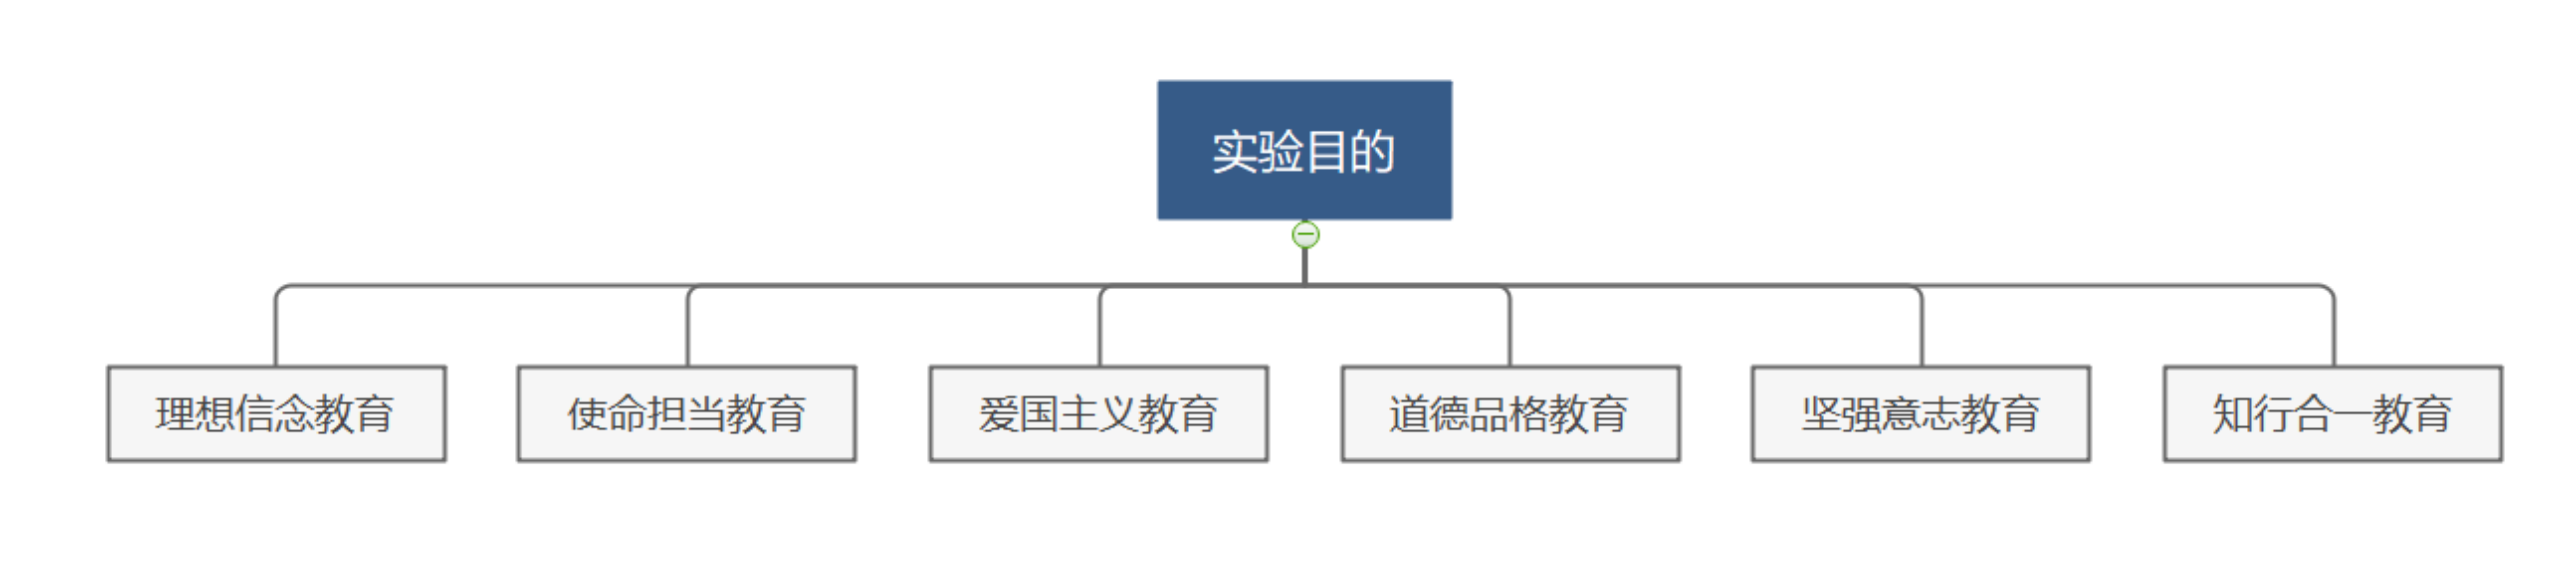 实验目的
理想信念教育
使命担当教育
爱国主义教育
道德品格教育
坚强意志教育
知行合一教育